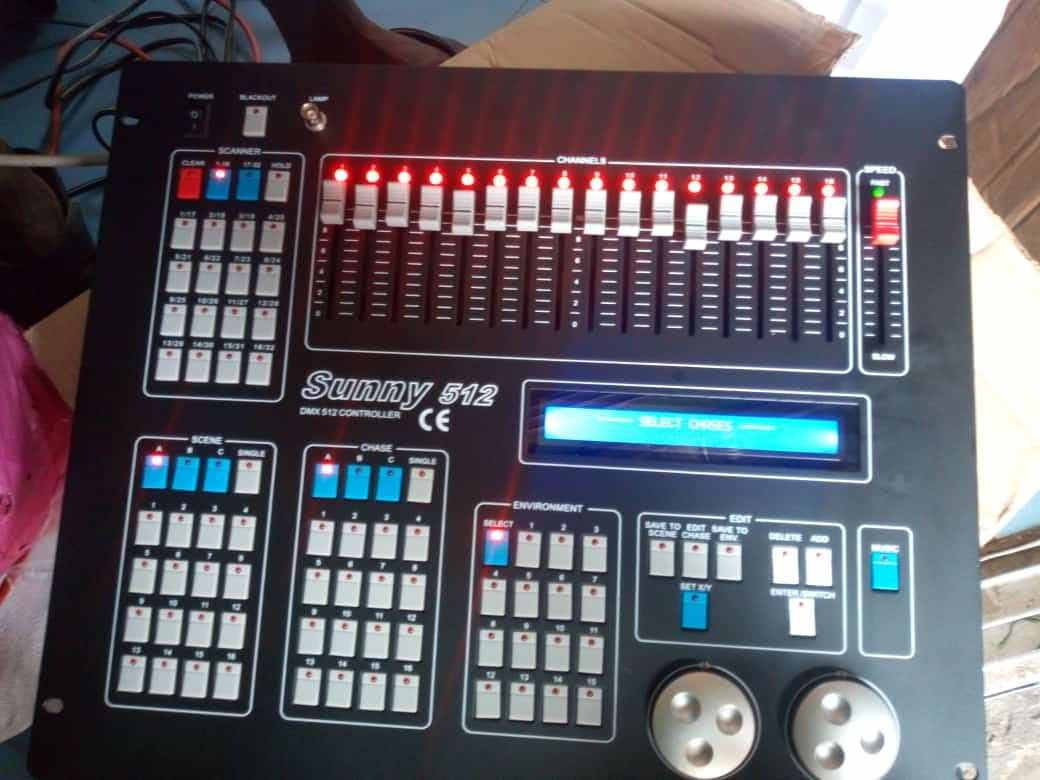 POWER BLACKOUT LAMP
SCANNER
CLEAR 1-16 17-32 HOLD
1/17 2/18 3/19 4/20
5/21 6/22 7/23 8/24
9/25 10/26 11/27 12/28
13/29 14/30 15/31 16/32
CHANNELS
1 2 3 4 5 6 7 8 9 10 11 12 13 14 15 16
8
6
4
2
0
SPEED
FAST
SLOW
Sunny 512
DMX 512 CONTROLLER
CE
SELECT CHASES
SCENE
A B C SINGLE
1 2 3 4
5 6 7 8
9 10 11 12
13 14 15 16
CHASE
A B C SINGLE
1 2 3 4
5 6 7 8
9 10 11 12
13 14 15 16
ENVIRONMENT
SELECT 1 2 3
4 5 6 7
8 9 10 11
12 13 14 15
EDIT
SAVE TO SCENE
EDIT CHASE
SAVE TO ENV.
DELETE ADD
SET X/Y
ENTER /SWITCH
MUSIC